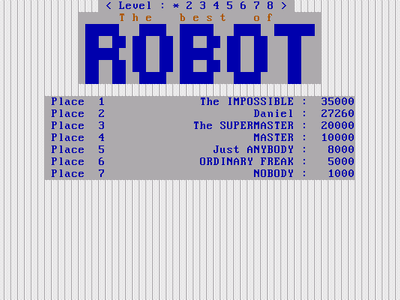 < Level : * 2 3 4 5 6 7 8 >
The best of
ROBOT
Place 1 The IMPOSSIBLE : 35000
Place 2 Daniel : 27260
Place 3 The SUPERMASTER : 20000
Place 4 MASTER : 10000
Place 5 Just ANYBODY : 8000
Place 6 ORDINARY FREAK : 5000
Place 7 NOBODY : 1000